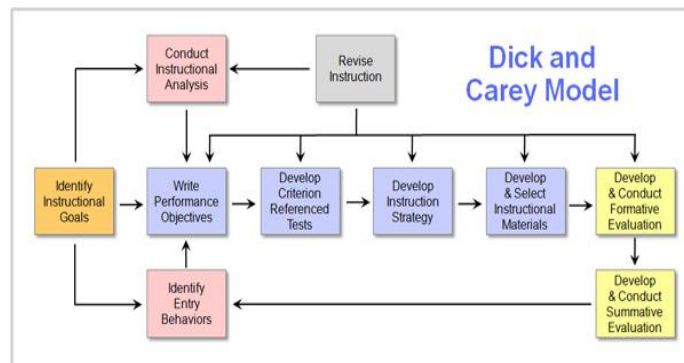 Conduct
Instructional
Analysis
Revise
Instruction
Dick and
Carey Model
Identify
Instructional
Goals
Write
Performance
Objectives
Develop
Criterion
Referenced
Tests
Develop
Instruction
Strategy
Develop
& Select
Instructional
Materials
Develop
& Conduct
Formative
Evaluation
Identify
Entry
Behaviors
Develop
& Conduct
Summative
Evaluation